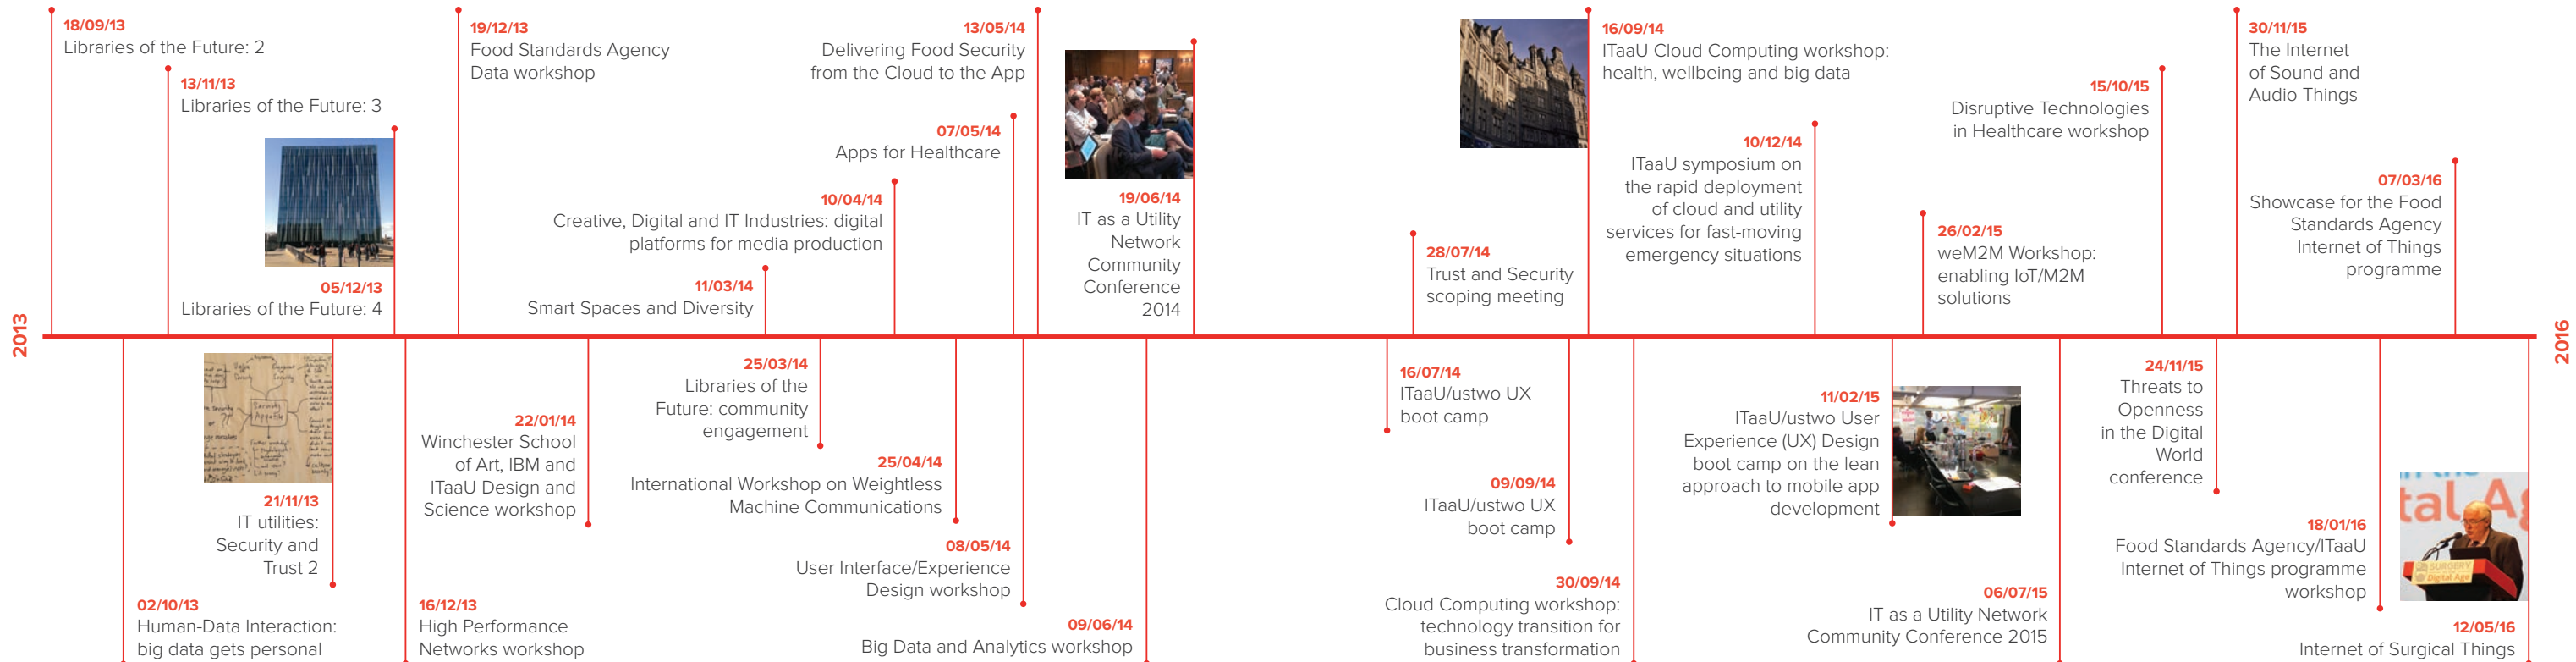 2013
18/09/13
Libraries of the Future: 2
13/11/13
Libraries of the Future: 3
05/12/13
Libraries of the Future: 4
19/12/13
Food Standards Agency
Data workshop
11/03/14
Smart Spaces and Diversity
10/04/14
Creative, Digital and IT Industries: digital
platforms for media production
07/05/14
Apps for Healthcare
13/05/14
Delivering Food Security
from the Cloud to the App
19/06/14
IT as a Utility
Network
Community
Conference
2014
28/07/14
Trust and Security
scoping meeting
16/09/14
ITaaU Cloud Computing workshop:
health, wellbeing and big data
10/12/14
ITaaU symposium on
the rapid deployment
of cloud and utility
services for fast-moving
emergency situations
26/02/15
weM2M Workshop:
enabling IoT/M2M
solutions
15/10/15
Disruptive Technologies
in Healthcare workshop
30/11/15
The Internet
of Sound and
Audio Things
07/03/16
Showcase for the Food
Standards Agency
Internet of Things
programme
2016
02/10/13
Human-Data Interaction:
big data gets personal
21/11/13
IT utilities:
Security and
Trust 2
16/12/13
High Performance
Networks workshop
22/01/14
Winchester School
of Art, IBM and
ITaaU Design and
Science workshop
25/03/14
Libraries of the
Future: community
engagement
25/04/14
International Workshop on Weightless
Machine Communications
08/05/14
User Interface/Experience
Design workshop
09/06/14
Big Data and Analytics workshop
16/07/14
ITaaU/ustwo UX
boot camp
09/09/14
ITaaU/ustwo UX
boot camp
30/09/14
Cloud Computing workshop:
technology transition for
business transformation
11/02/15
ITaaU/ustwo User
Experience (UX) Design
boot camp on the lean
approach to mobile app
development
06/07/15
IT as a Utility Network
Community Conference 2015
24/11/15
Threats to
Openness
in the Digital
World
conference
18/01/16
Food Standards Agency/ITaaU
Internet of Things programme
workshop
tal Ag
SURGERY
Digital Age
12/05/16
Internet of Surgical Things